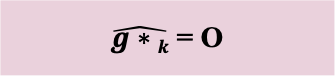 \widehat{g * _k} = O